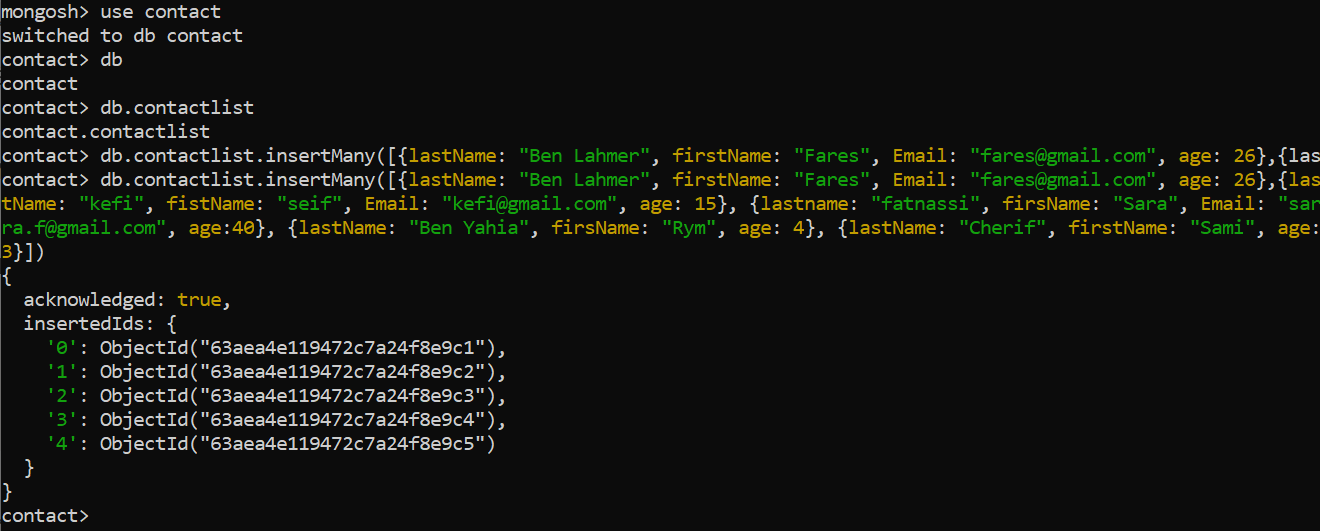 mongosh> use contact
switched to db contact
contact> db
contact
contact> db.contactlist
contact.contactlist
contact> db.contactlist.insertMany([{lastName: "Ben Lahmer", firstName: "Fares", Email: "fares@gmail.com", age: 26},{las
contact> db.contactlist.insertMany([{lastName: "Ben Lahmer", firstName: "Fares", Email: "fares@gmail.com", age: 26},{las
tName: "kefi", fistName: "seif", Email: "kefi@gmail.com", age: 15}, {lastname: "fatnassi", firsName: "Sara", Email: "sar
ra.f@gmail.com", age:40}, {lastName: "Ben Yahia", firsName: "Rym", age: 4}, {lastName: "Cherif", firstName: "Sami", age:
3}])
{
  acknowledged: true,
  insertedIds: {
    '0': ObjectId("63aea4e119472c7a24f8e9c1"),
    '1': ObjectId("63aea4e119472c7a24f8e9c2"),
    '2': ObjectId("63aea4e119472c7a24f8e9c3"),
    '3': ObjectId("63aea4e119472c7a24f8e9c4"),
    '4': ObjectId("63aea4e119472c7a24f8e9c5")
  }
}
contact>